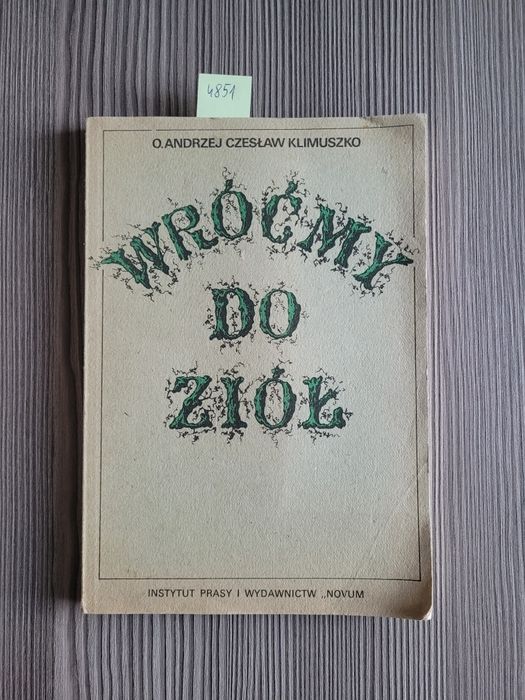 4851
O. ANDRZEJ CZESŁAW KLIMUSZKO
WRÓĆMY
DO
ZIÓŁ
INSTYTUT PRASY I WYDAWNICTW „NOVUM